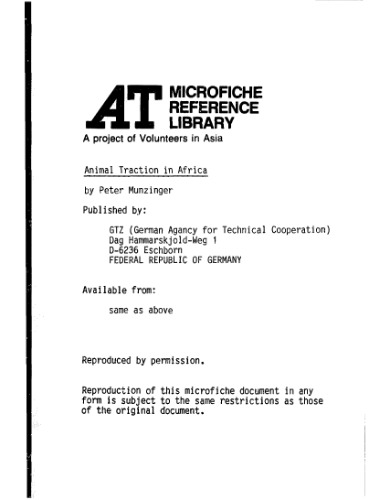 AT MICROFICHE
REFERENCE
LIBRARY
A project of Volunteers in Asia
Animal Traction in Africa
by Peter Munzinger
Published by:
GTZ (German Agancy for Technical Cooperation)
Dag Hammarskjold-Weg 1
D-6236 Eschborn
FEDERAL REPUBLIC OF GERMANY
Available from:
same as above
Reproduced by permission.
Reproduction of this microfiche document in any
form is subject to the same restrictions as those
of the original document.